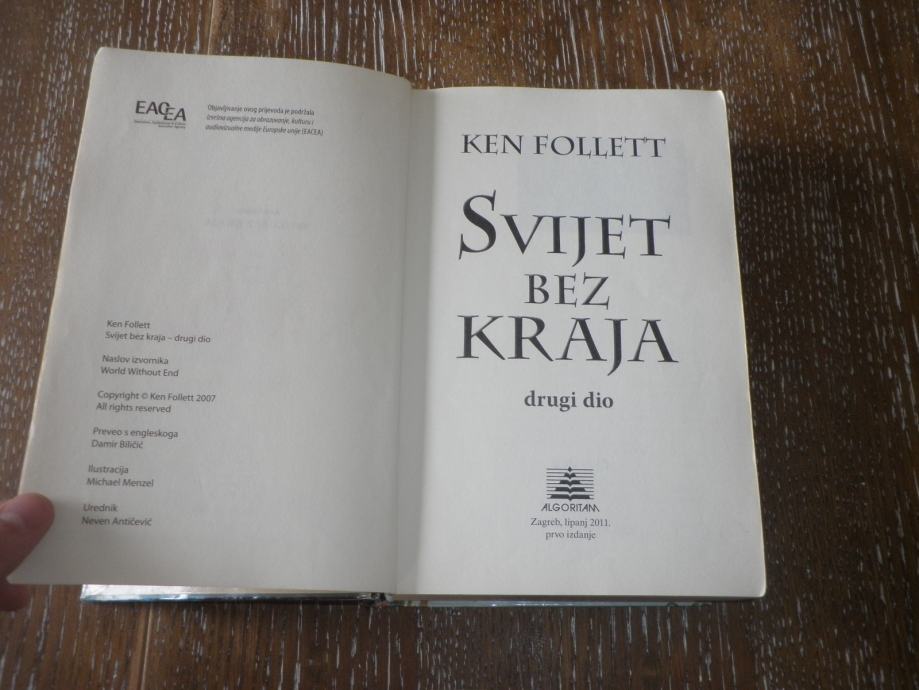 EACEA
Objavljivanje ovog prijevoda je podržala
Izvršna agencija za obrazovanje, kulturu i
audiovizualne medije Europske unije (EACEA)
Ken Follett
Svijet bez kraja – drugi dio
Naslov izvornika
World Without End
Copyright © Ken Follett 2007
All rights reserved
Preveo s engleskoga
Damir Biličić
Ilustracija
Michael Menzel
Urednik
Neven Antičević
KEN FOLLETT
SVIJET
BEZ
KRAJA
drugi dio
ALGORITAM
Zagreb, lipanj 2011.
prvo izdanje